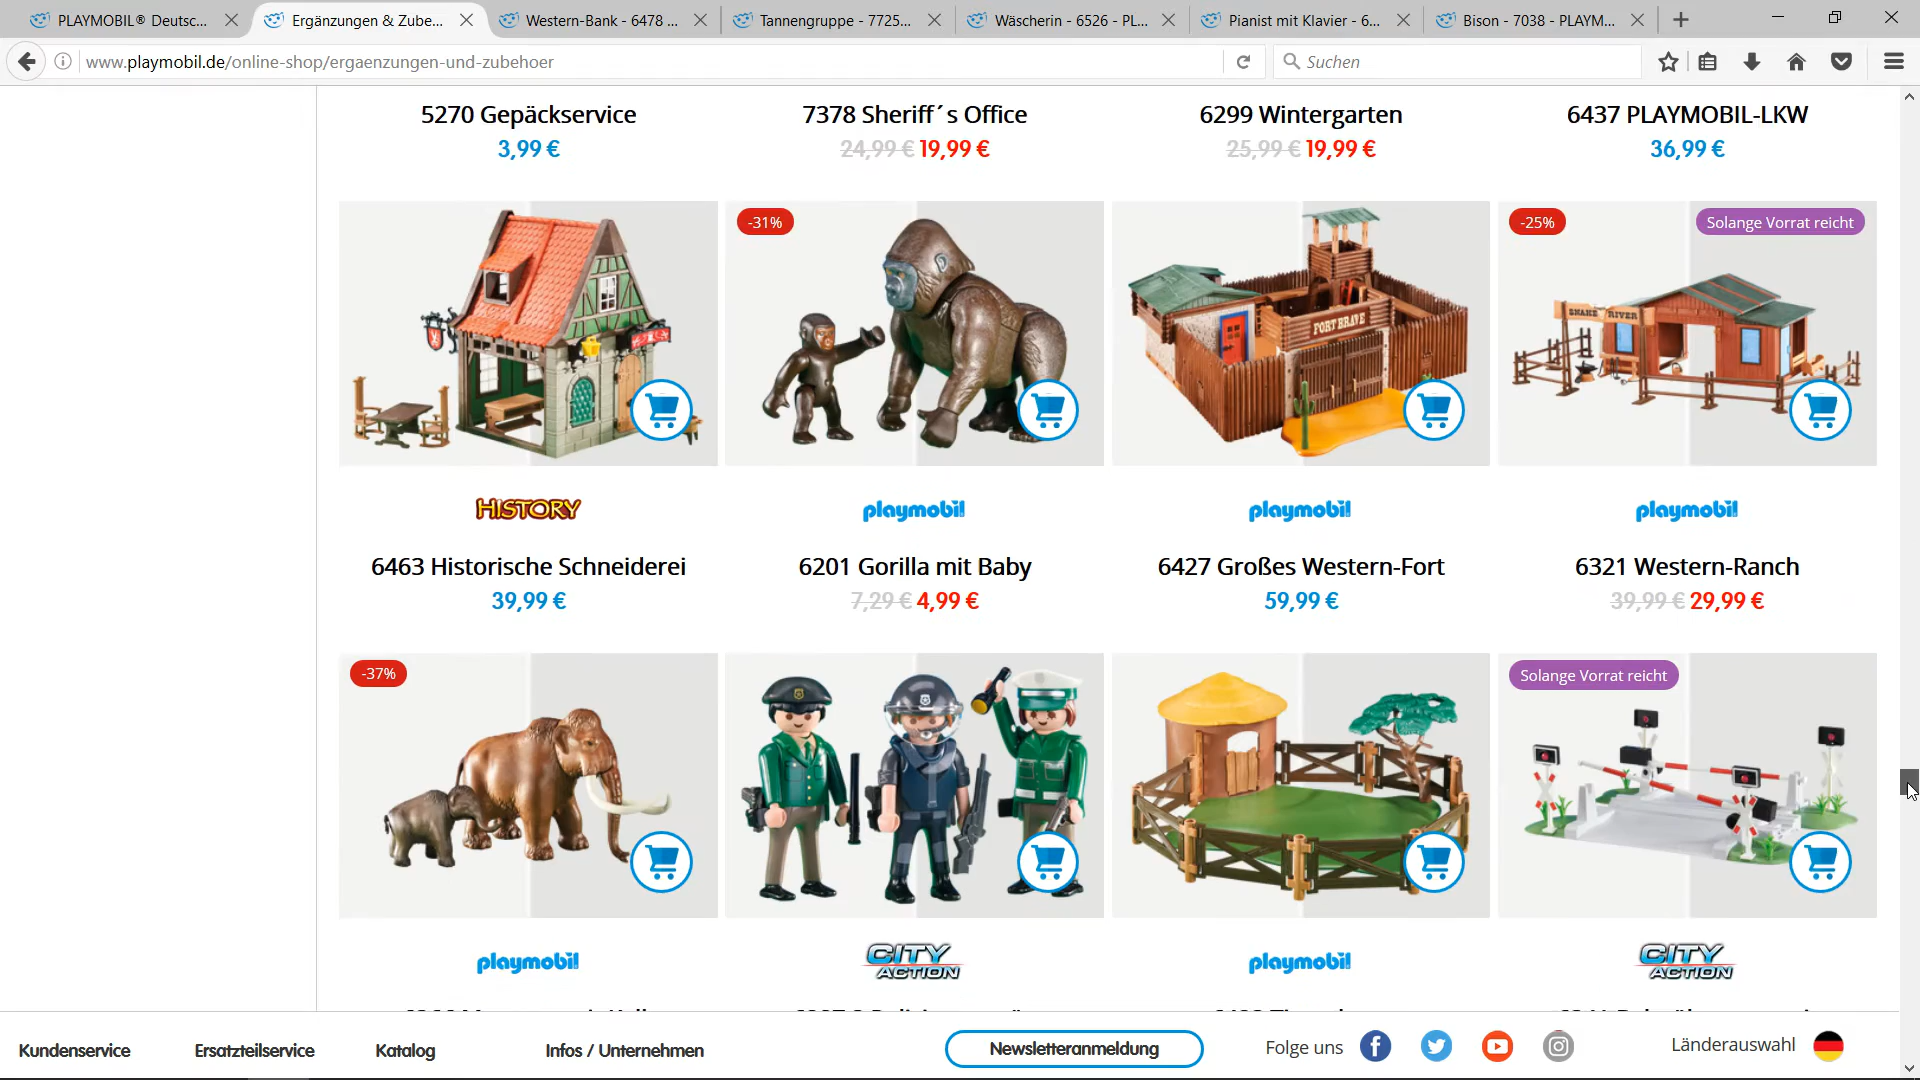 PLAYMOBIL® Deutsc...
Ergänzungen & Zube...
Western-Bank - 6478 ...
Tannengruppe - 7725...
Wäscherin - 6526 - PL...
Pianist mit Klavier - 6...
Bison - 7038 - PLAYM...
www.playmobil.de/online-shop/ergaenzungen-und-zubehoer
Suchen
5270 Gepäckservice
7378 Sheriff´s Office
6299 Wintergarten
6437 PLAYMOBIL-LKW
3,99 €
24,99 € 19,99 €
25,99 € 19,99 €
36,99 €
-31%
-25%
Solange Vorrat reicht
FORT BRAVE
SNAKE RIVER
HISTORY
playmobil
playmobil
playmobil
6463 Historische Schneiderei
6201 Gorilla mit Baby
6427 Großes Western-Fort
6321 Western-Ranch
39,99 €
7,29 € 4,99 €
59,99 €
39,99 € 29,99 €
-37%
Solange Vorrat reicht
playmobil
CITY ACTION
playmobil
CITY ACTION
Kundenservice
Ersatzteilservice
Katalog
Infos / Unternehmen
Newsletteranmeldung
Folge uns
Länderauswahl